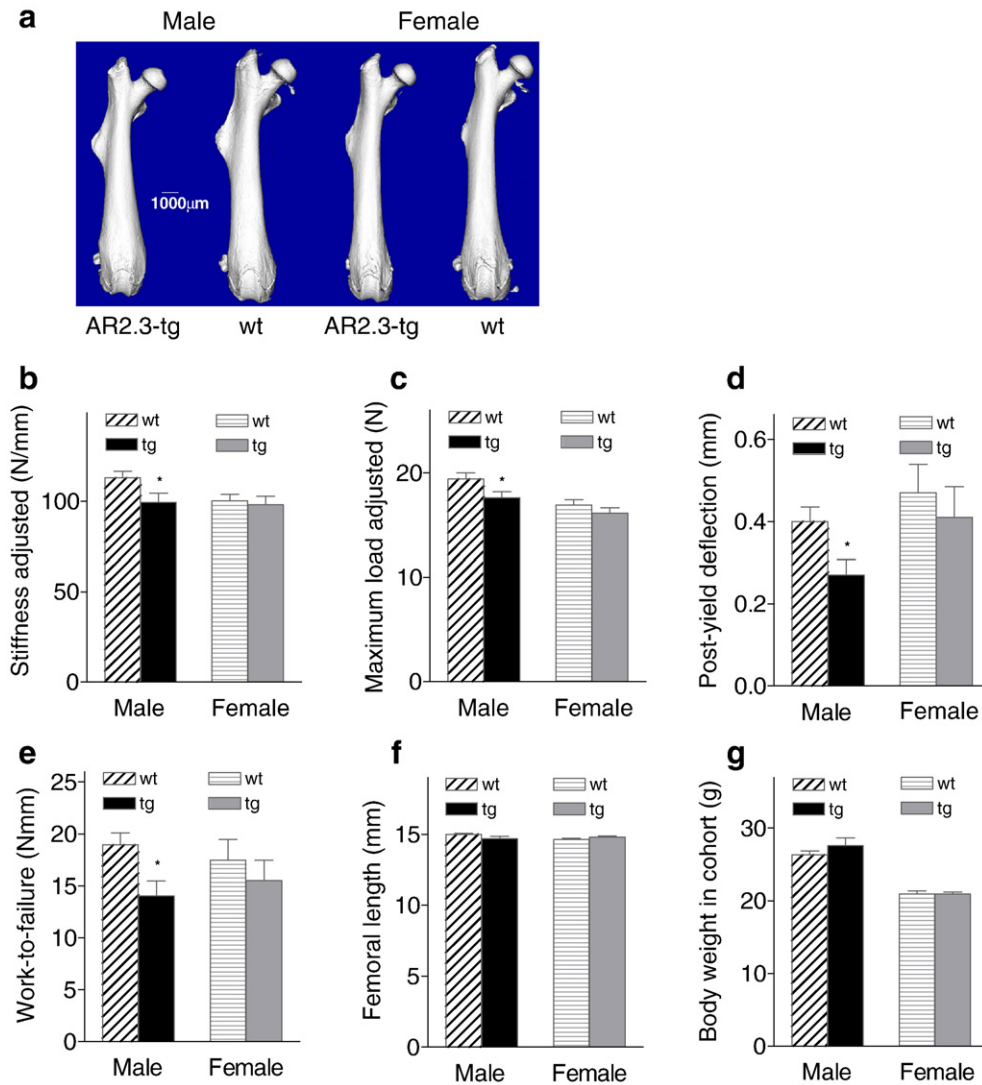 a
Male Female
1000μm
AR2.3-tg wt AR2.3-tg wt
b
Stiffness adjusted (N/mm)
wt wt
tg tg
100
50
0
*
Male Female
c
Maximum load adjusted (N)
wt wt
tg tg
20
10
0
*
Male Female
d
Post-yield deflection (mm)
wt wt
tg tg
0.6
0.4
0.2
0.0
*
Male Female
e
Work-to-failure (Nmm)
wt wt
tg tg
25
20
15
10
5
0
*
Male Female
f
Femoral length (mm)
wt wt
tg tg
15
10
5
0
Male Female
g
Body weight in cohort (g)
wt wt
tg tg
30
20
10
0
Male Female